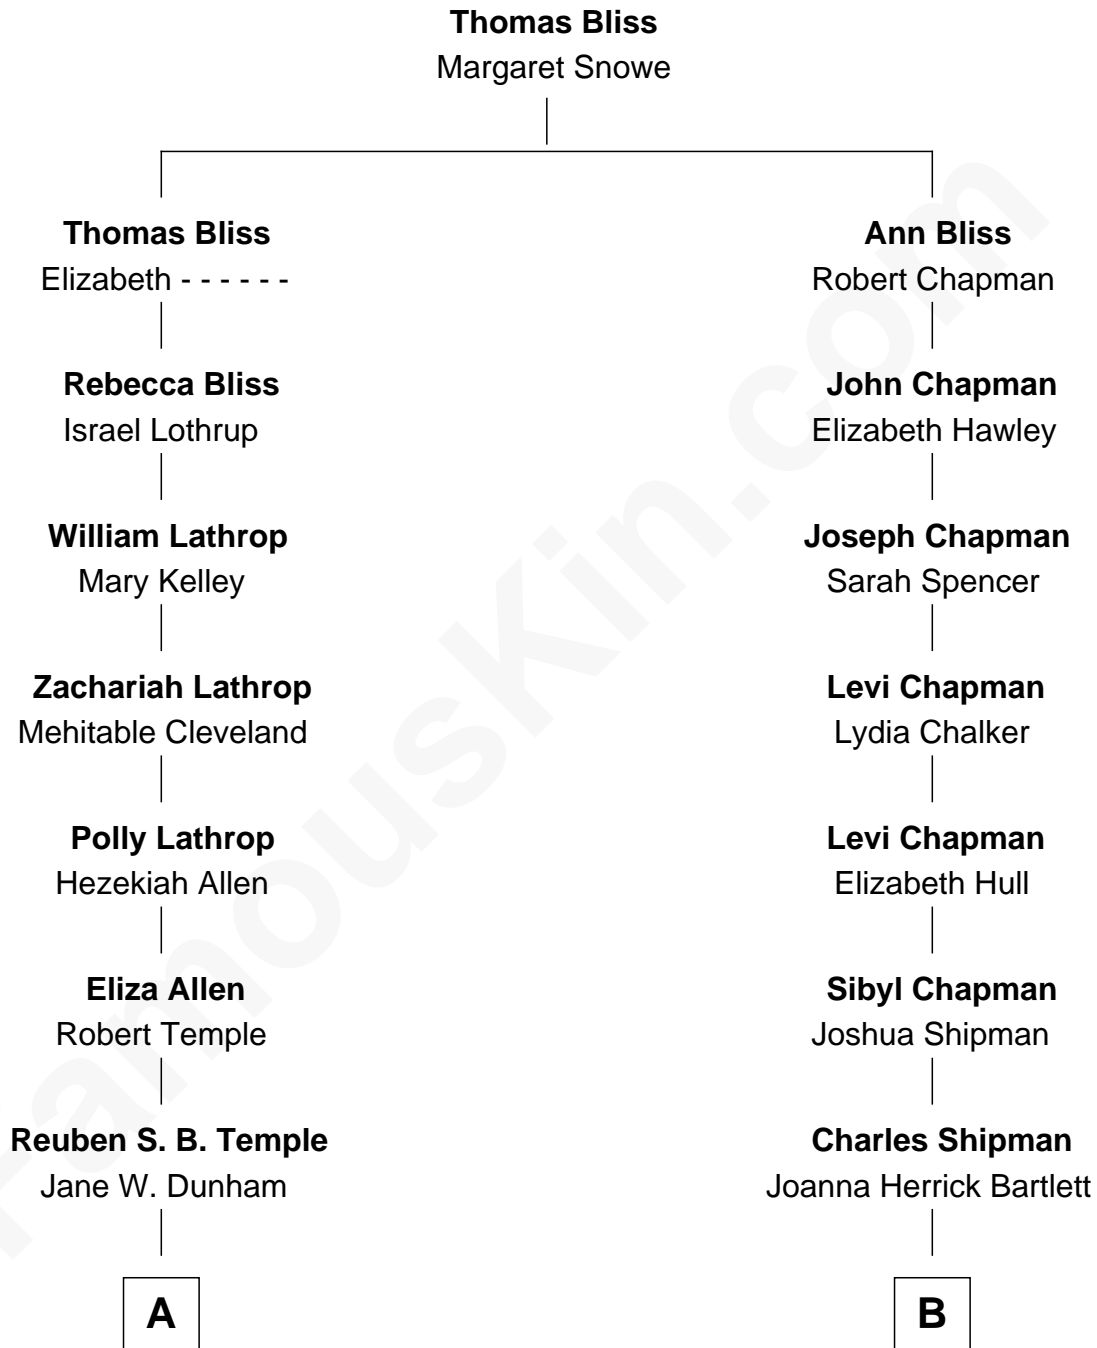 Thomas Bliss
Margaret Snowe
Thomas Bliss
Elizabeth - - - - - -
Ann Bliss
Robert Chapman
Rebecca Bliss
Israel Lothrup
John Chapman
Elizabeth Hawley
William Lathrop
Mary Kelley
Joseph Chapman
Sarah Spencer
Zachariah Lathrop
Mehitable Cleveland
Levi Chapman
Lydia Chalker
Polly Lathrop
Hezekiah Allen
Levi Chapman
Elizabeth Hull
Eliza Allen
Robert Temple
Sibyl Chapman
Joshua Shipman
Reuben S. B. Temple
Jane W. Dunham
Charles Shipman
Joanna Herrick Bartlett
A
B
FamousKin.com